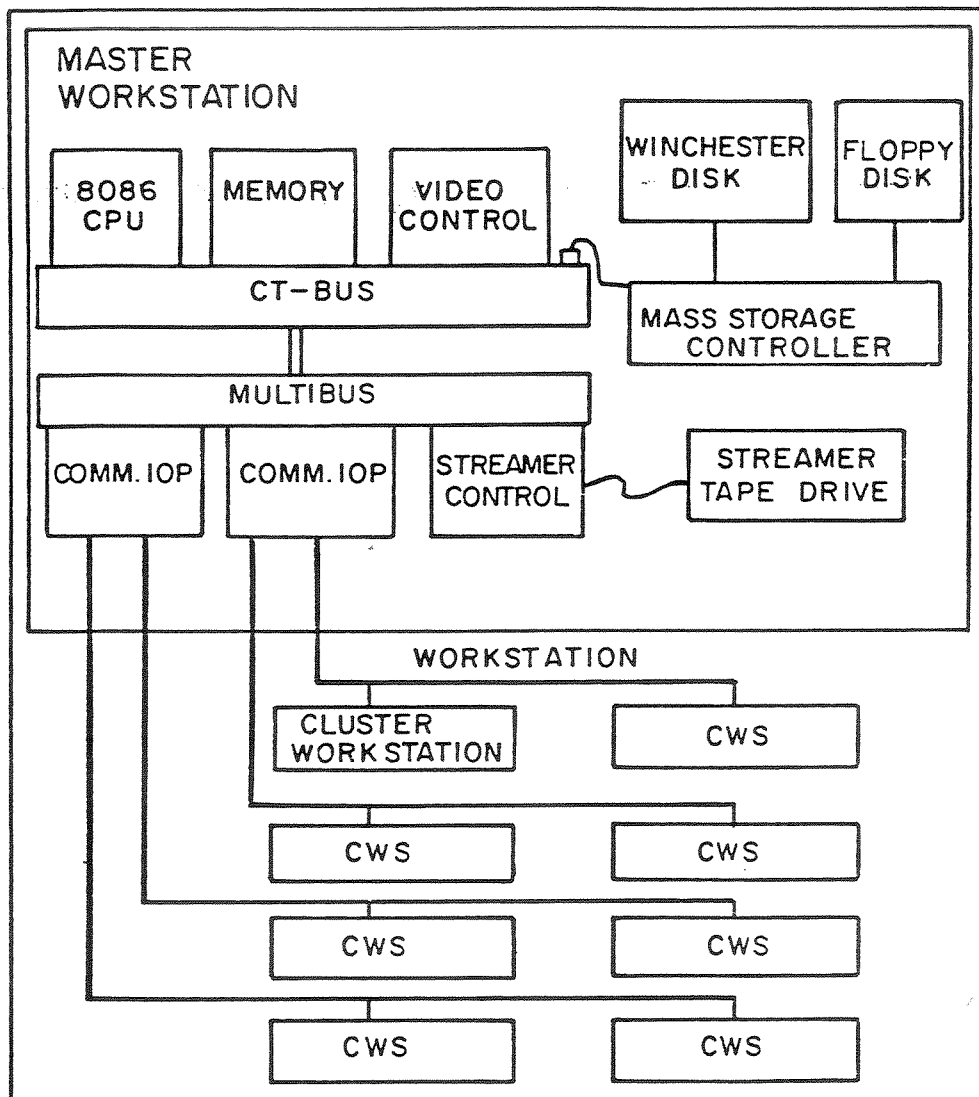 MASTER
WORKSTATION
WINCHESTER
DISK
FLOPPY
DISK
8086
CPU
MEMORY
VIDEO
CONTROL
CT-BUS
MASS STORAGE
CONTROLLER
MULTIBUS
COMM. IOP
COMM. IOP
STREAMER
CONTROL
STREAMER
TAPE DRIVE
WORKSTATION
CLUSTER
WORKSTATION
CWS
CWS
CWS
CWS
CWS
CWS
CWS